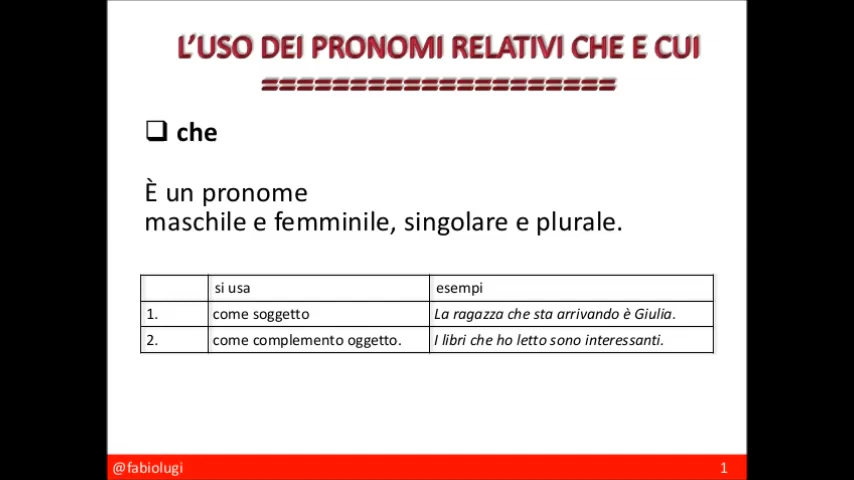 L'USO DEI PRONOMI RELATIVI CHE E CUI
====================
❑ che
È un pronome
maschile e femminile, singolare e plurale.
si usa esempi
1. come soggetto La ragazza che sta arrivando è Giulia.
2. come complemento oggetto. I libri che ho letto sono interessanti.
@fabiolugi 1